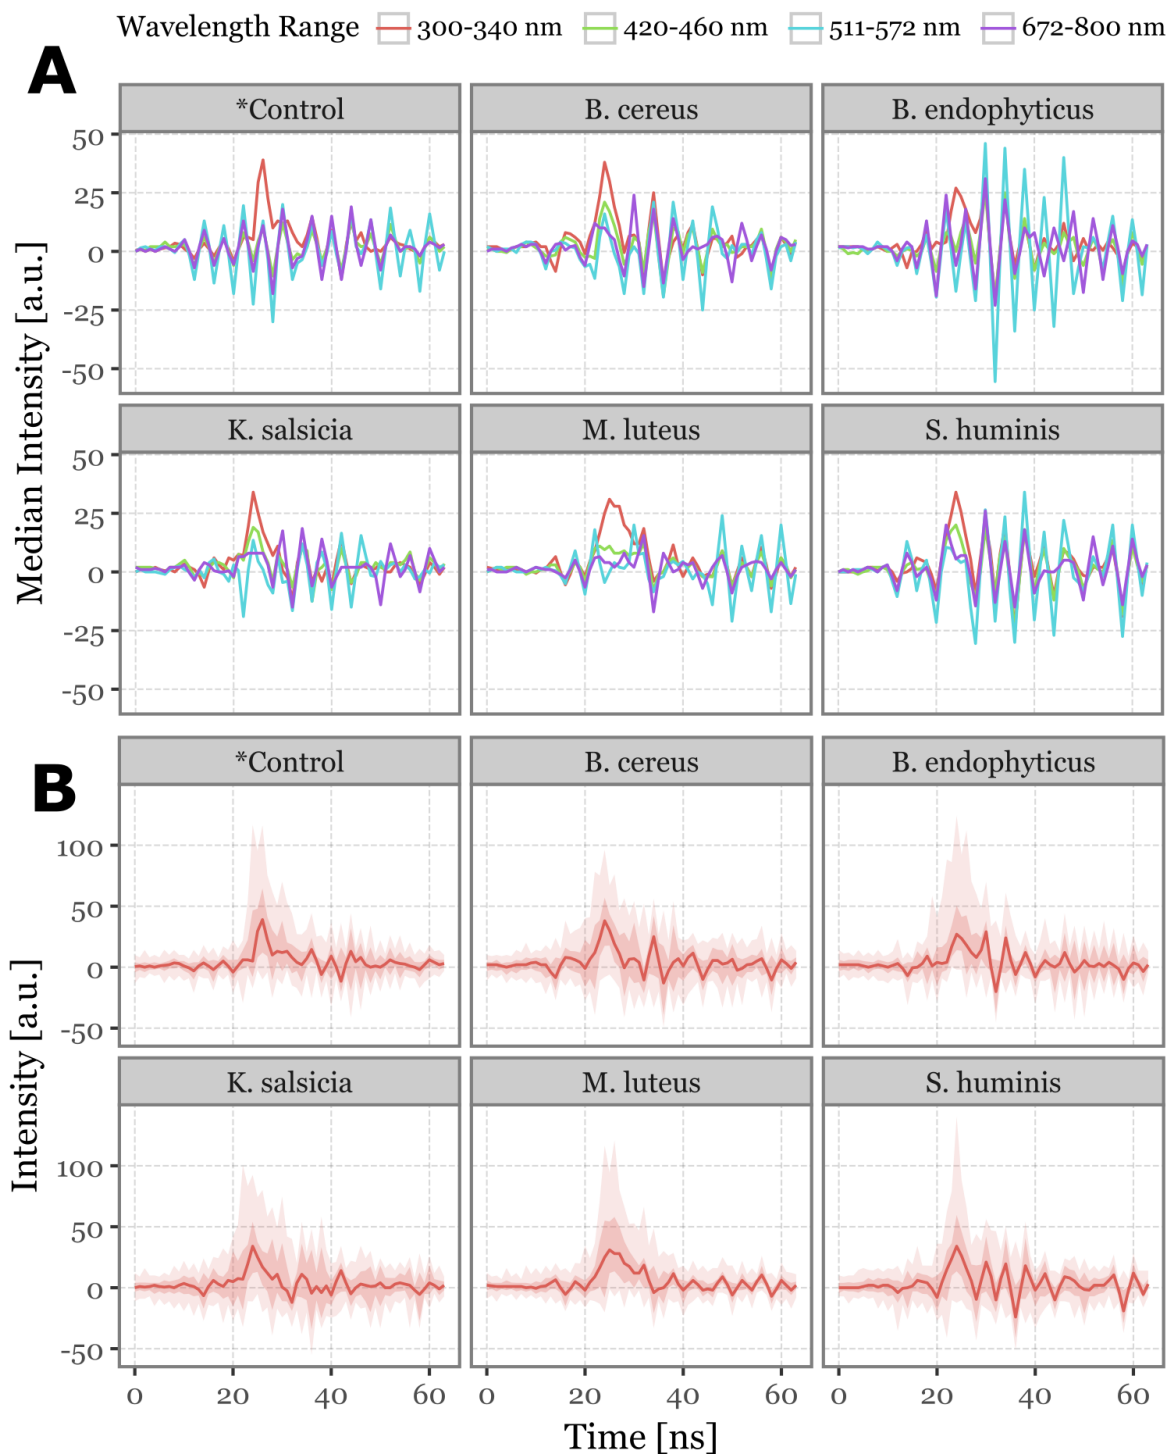 Wavelength Range 300-340 nm 420-460 nm 511-572 nm 672-800 nm
A
*Control B. cereus B. endophyticus
50
25
0
-25
-50
K. salsicia M. luteus S. huminis
50
25
0
-25
-50
Median Intensity [a.u.]
B
*Control B. cereus B. endophyticus
100
50
0
-50
K. salsicia M. luteus S. huminis
100
50
0
-50
Intensity [a.u.]
0 20 40 60 0 20 40 60 0 20 40 60
Time [ns]